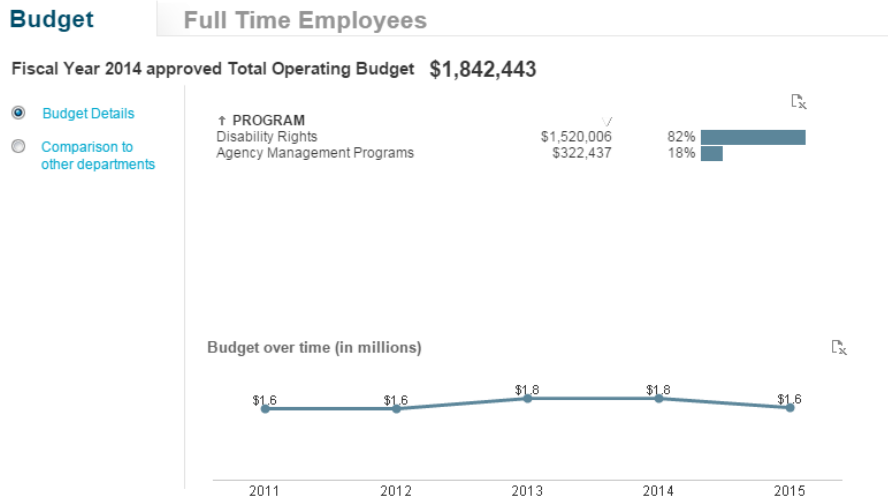 Budget Full Time Employees
Fiscal Year 2014 approved Total Operating Budget $1,842,443
Budget Details
Comparison to
other departments
↑ PROGRAM
Disability Rights $1,520,006 82%
Agency Management Programs $322,437 18%
Budget over time (in millions)
$1.6 $1.6 $1.8 $1.8 $1.6
2011 2012 2013 2014 2015